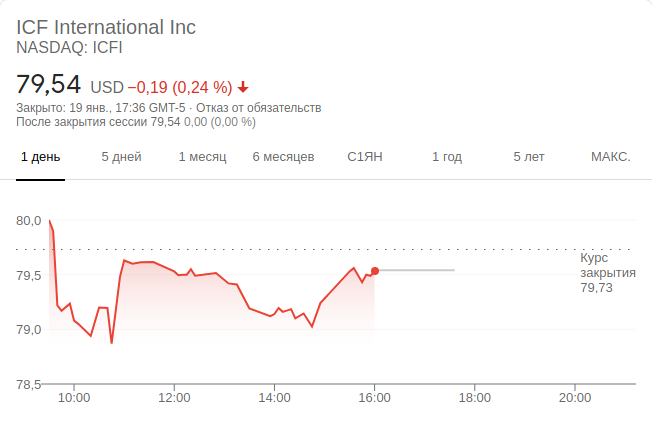 ICF International Inc
NASDAQ: ICFI
79,54 USD −0,19 (0,24 %)
Закрыто: 19 янв., 17:36 GMT-5 · Отказ от обязательств
После закрытия сессии 79,54 0,00 (0,00 %)
1 день 5 дней 1 месяц 6 месяцев С1ЯН 1 год 5 лет МАКС.
80,0
Курс
закрытия
79,73
79,5
79,0
78,5
10:00 12:00 14:00 16:00 18:00 20:00